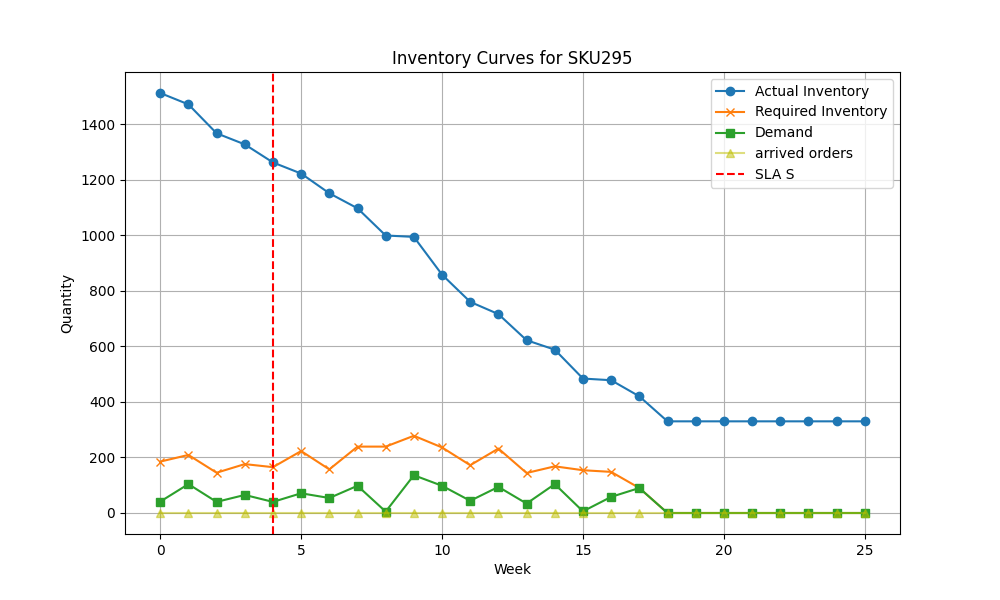 Inventory Curves for SKU295
Actual Inventory
Required Inventory
Demand
arrived orders
SLA S
Quantity
1400
1200
1000
800
600
400
200
0
0 5 10 15 20 25
Week